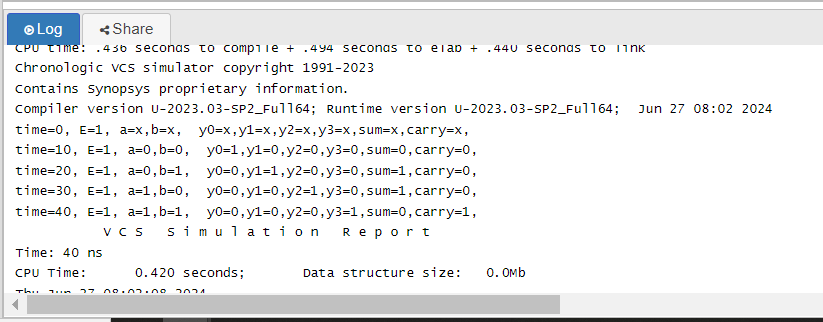 Log Share
CPU time: .436 seconds to compile + .494 seconds to elab + .440 seconds to link
Chronologic VCS simulator copyright 1991-2023
Contains Synopsys proprietary information.
Compiler version U-2023.03-SP2_Full64; Runtime version U-2023.03-SP2_Full64;  Jun 27 08:02 2024
time=0, E=1, a=x,b=x,  y0=x,y1=x,y2=x,y3=x,sum=x,carry=x,
time=10, E=1, a=0,b=0,  y0=1,y1=0,y2=0,y3=0,sum=0,carry=0,
time=20, E=1, a=0,b=1,  y0=0,y1=1,y2=0,y3=0,sum=1,carry=0,
time=30, E=1, a=1,b=0,  y0=0,y1=0,y2=1,y3=0,sum=1,carry=0,
time=40, E=1, a=1,b=1,  y0=0,y1=0,y2=0,y3=1,sum=0,carry=1,
V C S   S i m u l a t i o n   R e p o r t
Time: 40 ns
CPU Time:      0.420 seconds;       Data structure size:   0.0Mb
Thu Jun 27 08:02:08 2024